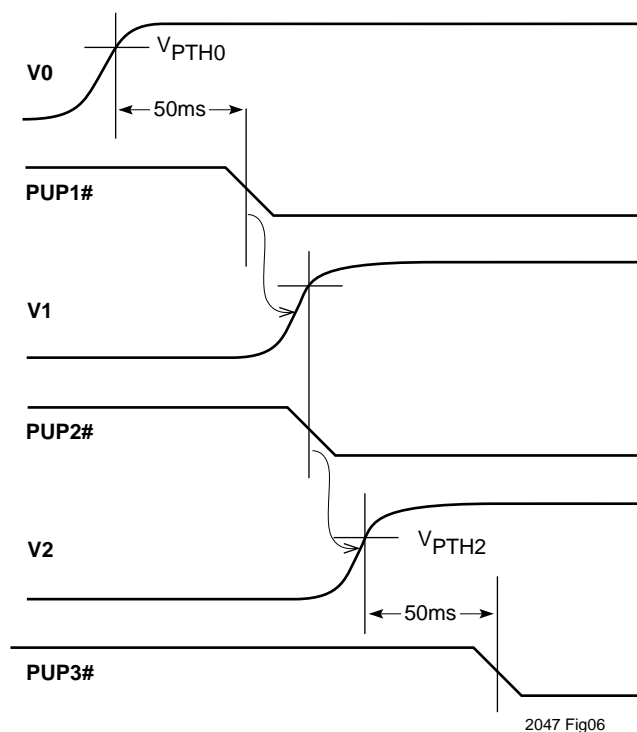 V0
VPTH0
50ms
PUP1#
V1
PUP2#
V2
VPTH2
50ms
PUP3#
2047 Fig06